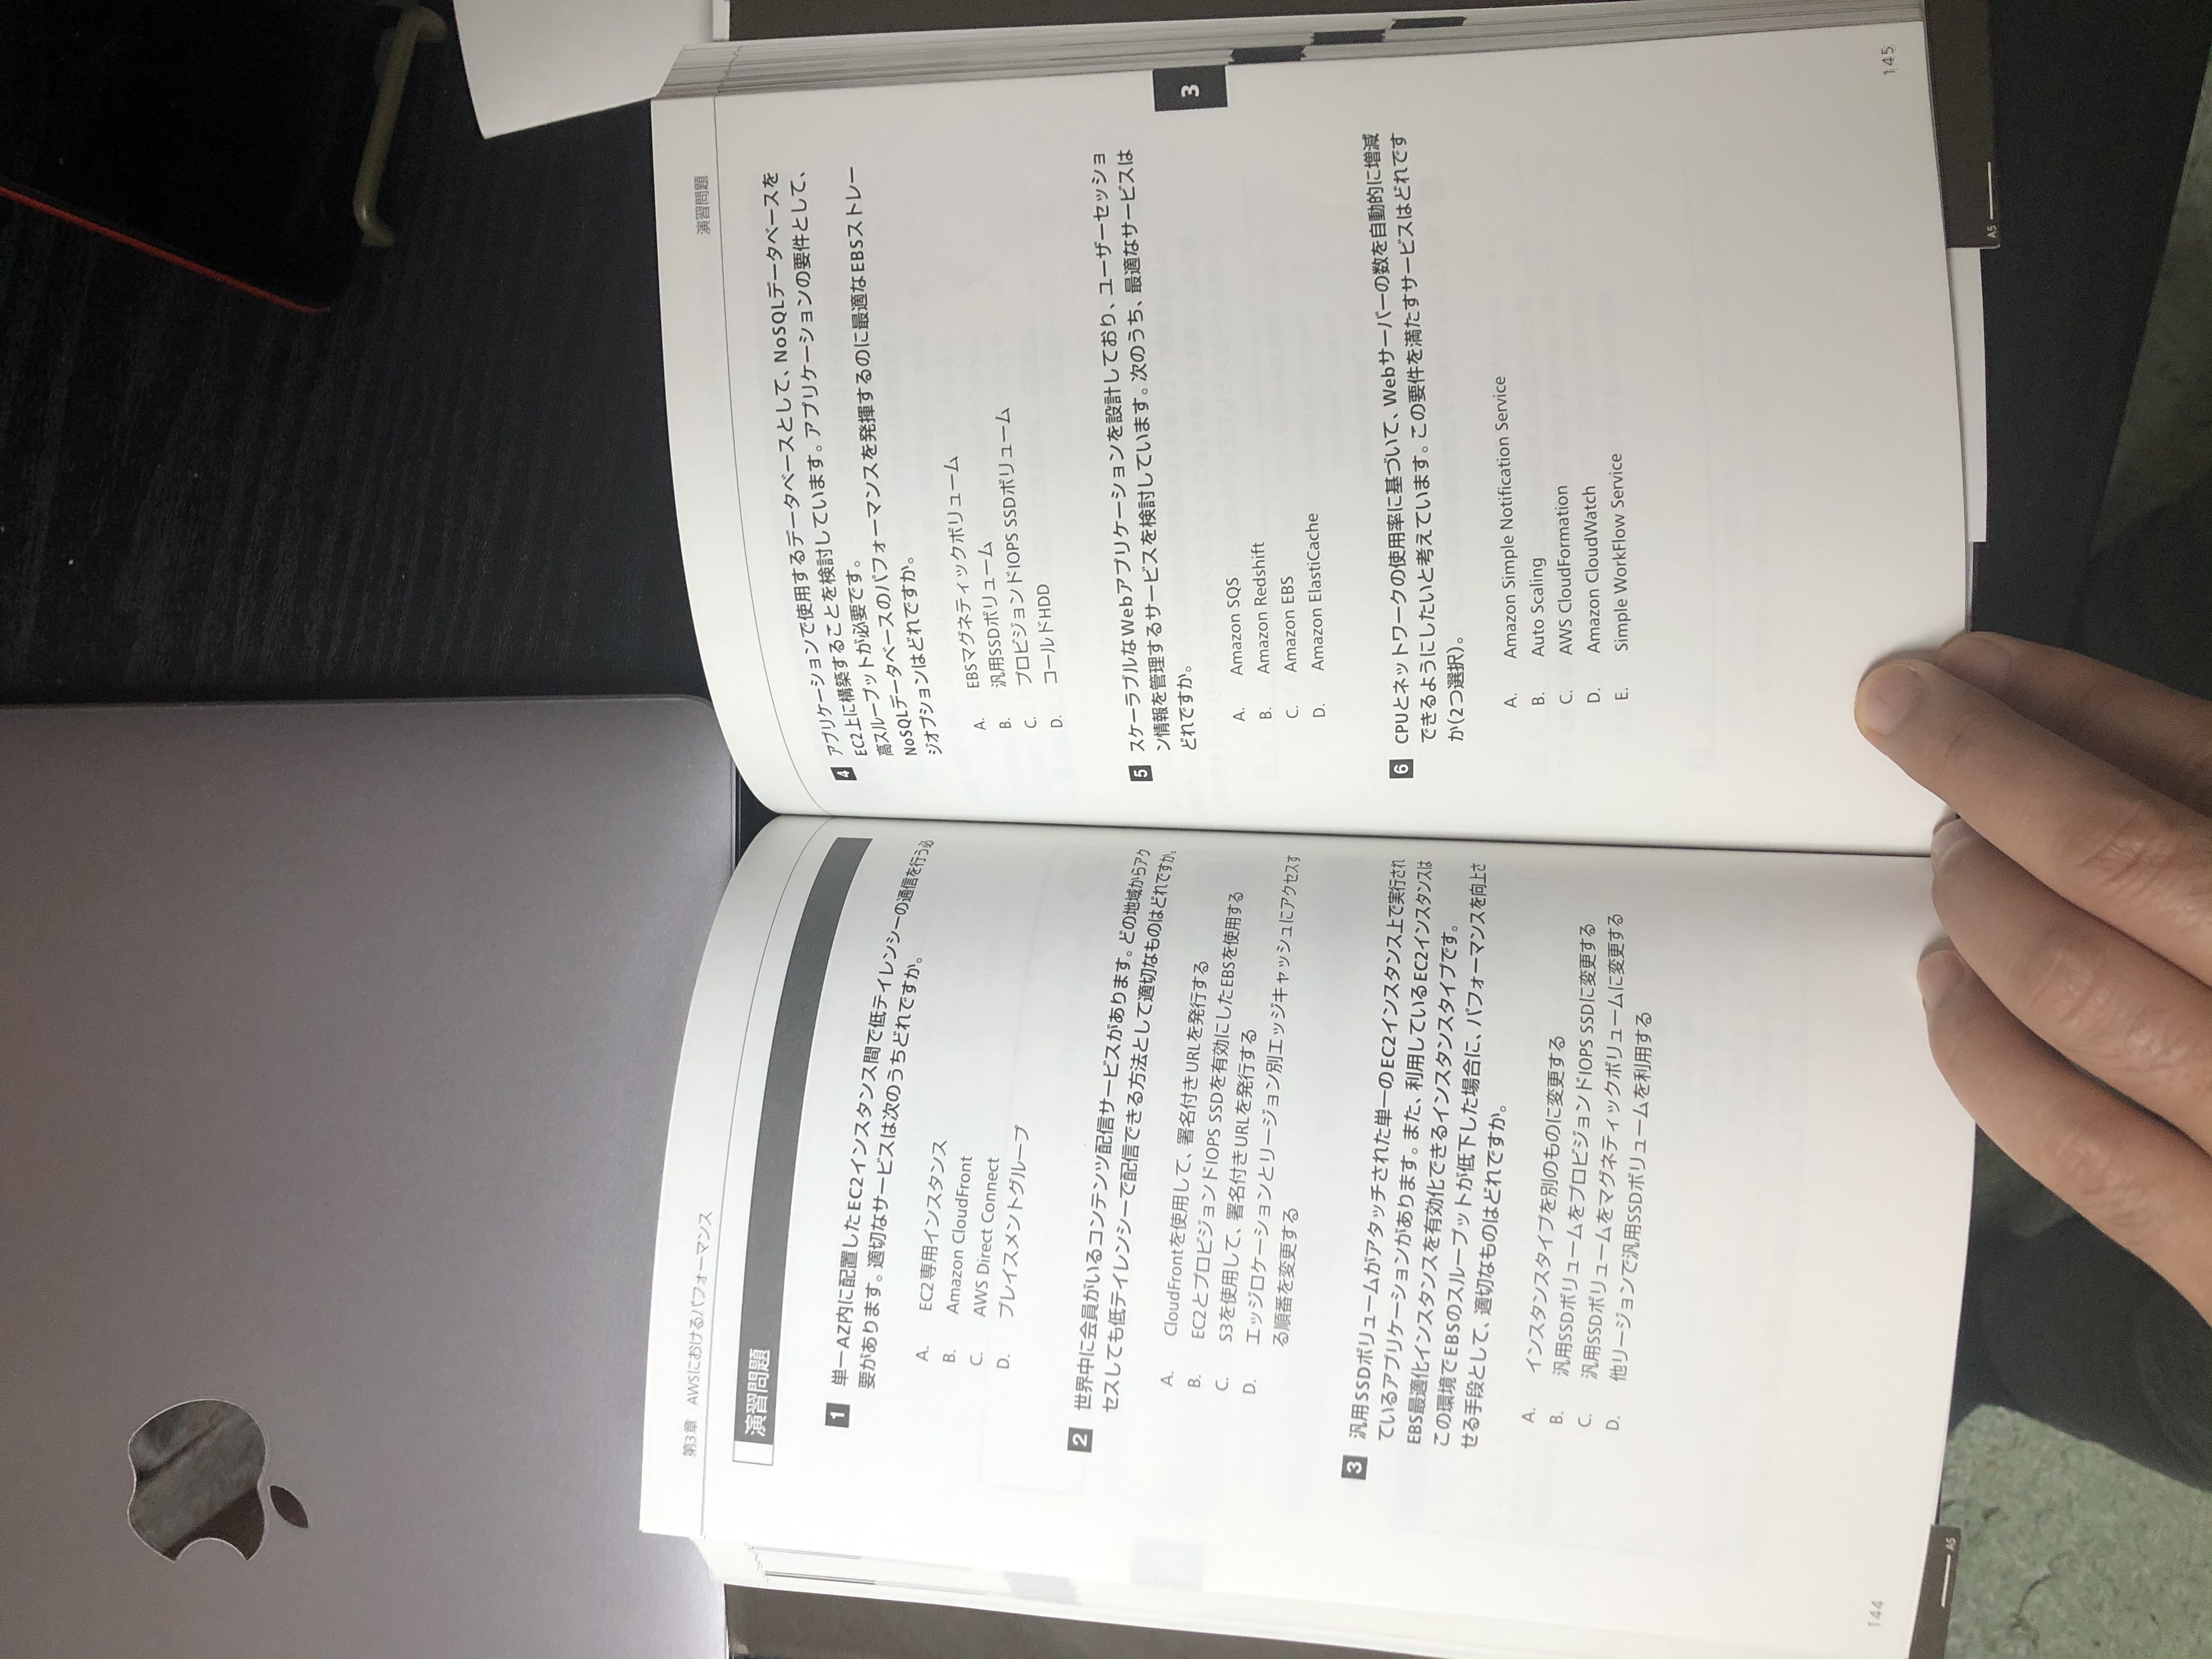 第3章 AWSにおけるパフォーマンス
演習問題
1 単一AZ内に配置したEC2インスタンス間で低テイレンシーの通信を行う必
要があります。適切なサービスは次のうちどれですか。
A. EC2専用インスタンス
B. Amazon CloudFront
C. AWS Direct Connect
D. プレイスメントグループ
2 世界中に会員がいるコンテンツ配信サービスがあります。どの地域からアク
セスしても低テイレンシーで配信できる方法として適切なものはどれですか。
A. CloudFrontを使用して、署名付きURLを発行する
B. EC2とプロビジョンドIOPS SSDを有効にしたEBSを使用する
C. S3を使用して、署名付きURLを発行する
D. エッジロケーションとリージョン別エッジキャッシュにアクセスす
る順番を変更する
3 汎用SSDボリュームがアタッチされた単一のEC2インスタンス上で実行され
ているアプリケーションがあります。また、利用しているEC2インスタンスは
EBS最適化インスタンスを有効化できるインスタンスタイプです。
この環境でEBSのスループットが低下した場合に、パフォーマンスを向上さ
せる手段として、適切なものはどれですか。
A. インスタンスタイプを別のものに変更する
B. 汎用SSDボリュームをプロビジョンドIOPS SSDに変更する
C. 汎用SSDボリュームをマグネティックボリュームに変更する
D. 他リージョンで汎用SSDボリュームを利用する
144
A5
演習問題
4 アプリケーションで使用するデータベースとして、NoSQLデータベースを
EC2上に構築することを検討しています。アプリケーションの要件として、
高スループットが必要です。
NoSQLデータベースのパフォーマンスを発揮するのに最適なEBSストレー
ジオプションはどれですか。
A. EBSマグネティックボリューム
B. 汎用SSDボリューム
C. プロビジョンドIOPS SSDボリューム
D. コールドHDD
5 スケーラブルなWebアプリケーションを設計しており、ユーザーセッショ
ン情報を管理するサービスを検討しています。次のうち、最適なサービスは
どれですか。
A. Amazon SQS
B. Amazon Redshift
C. Amazon EBS
D. Amazon ElastiCache
3
6 CPUとネットワークの使用率に基づいて、Webサーバーの数を自動的に増減
できるようにしたいと考えています。この要件を満たすサービスはどれです
か(2つ選択)。
A. Amazon Simple Notification Service
B. Auto Scaling
C. AWS CloudFormation
D. Amazon CloudWatch
E. Simple WorkFlow Service
145
A5